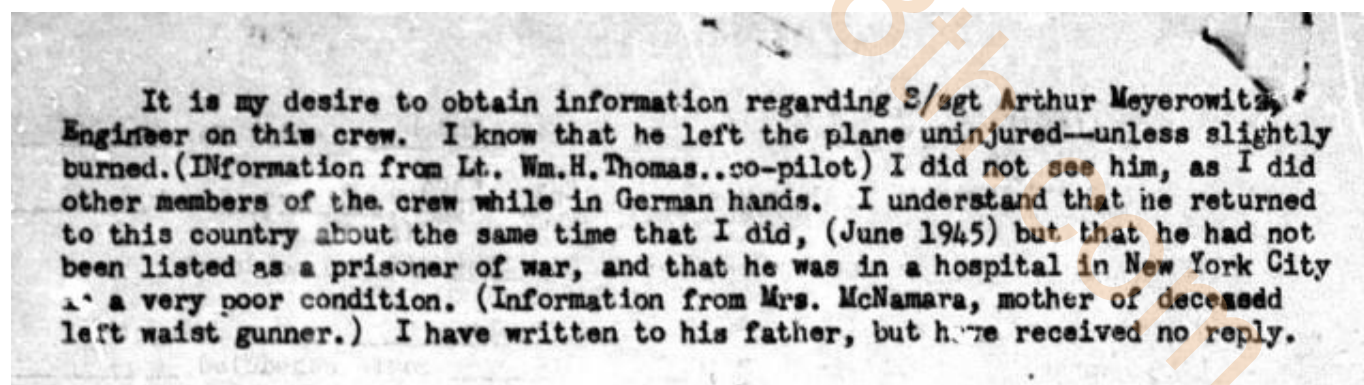 It is my desire to obtain information regarding S/sgt Arthur Meyerowitz,
Engineer on this crew.  I know that he left the plane uninjured—unless slightly
burned.(INformation from Lt. Wm.H.Thomas..co-pilot) I did not see him, as I did
other members of the crew while in German hands.  I understand that he returned
to this country about the same time that I did, (June 1945) but that he had not
been listed as a prisoner of war, and that he was in a hospital in New York City
a very poor condition. (Information from Mrs. McNamara, mother of deceased
left waist gunner.)  I have written to his father, but have received no reply.
8th.com